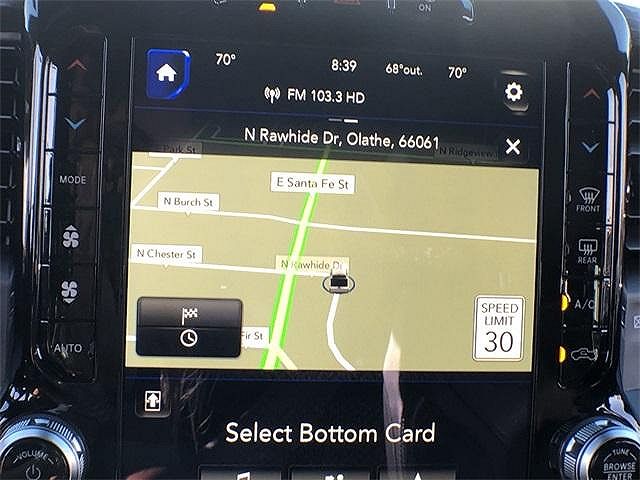 ON
70°
8:39
68°out.
70°
FM 103.3 HD
N Rawhide Dr, Olathe, 66061
X
E Park St
N Ridgeview
E Santa Fe St
N Burch St
N Chester St
N Rawhide Dr
Fir St
SPEED
LIMIT
30
Select Bottom Card
MODE
AUTO
FRONT
REAR
A/C
VOLUME
TUNE
BROWSE
ENTER